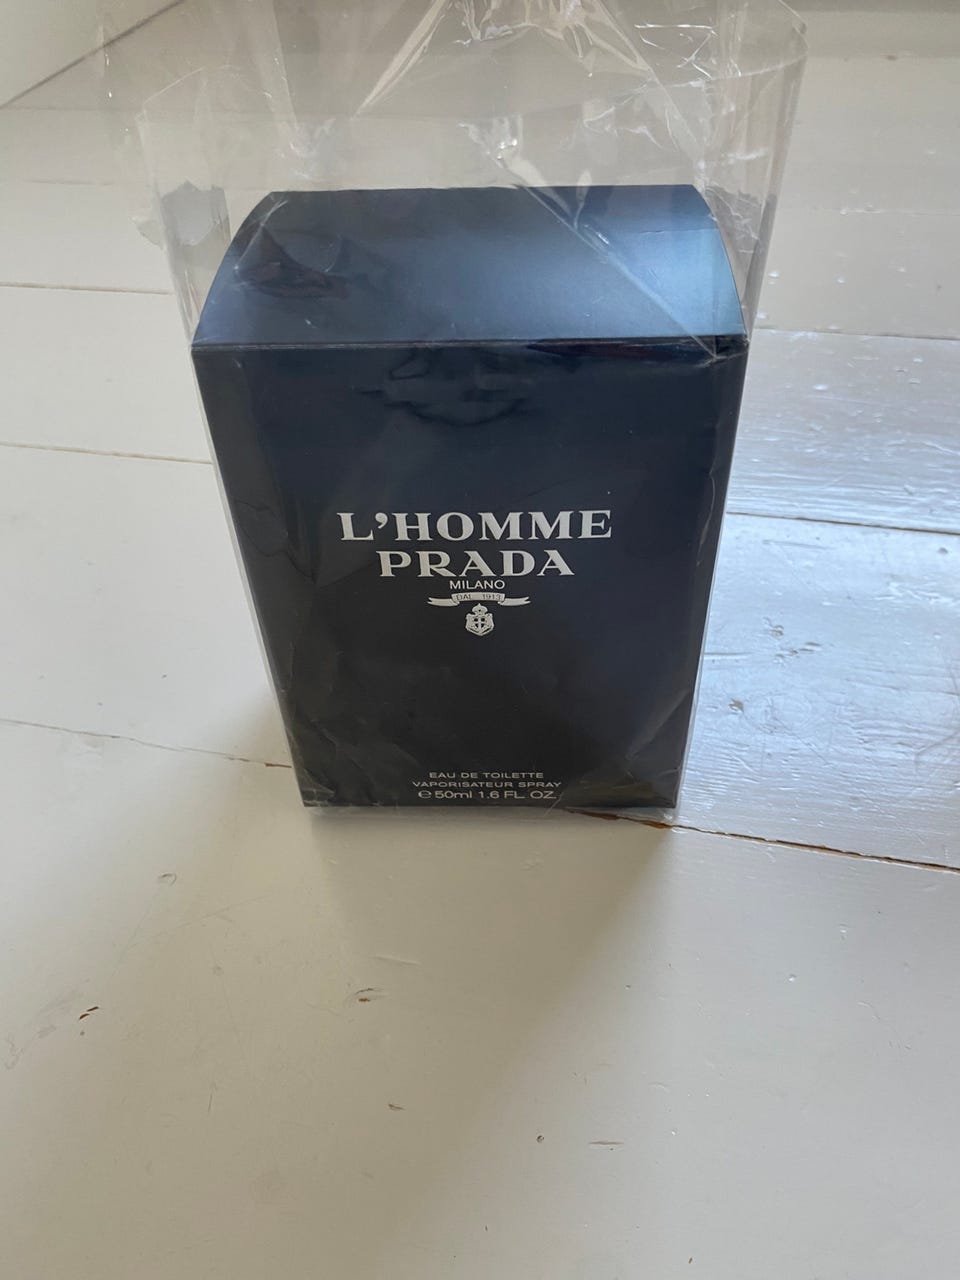 L'HOMME
PRADA
MILANO
DAL 1913
EAU DE TOILETTE
VAPORISATEUR SPRAY
℮ 50ml 1.6 FL. OZ.